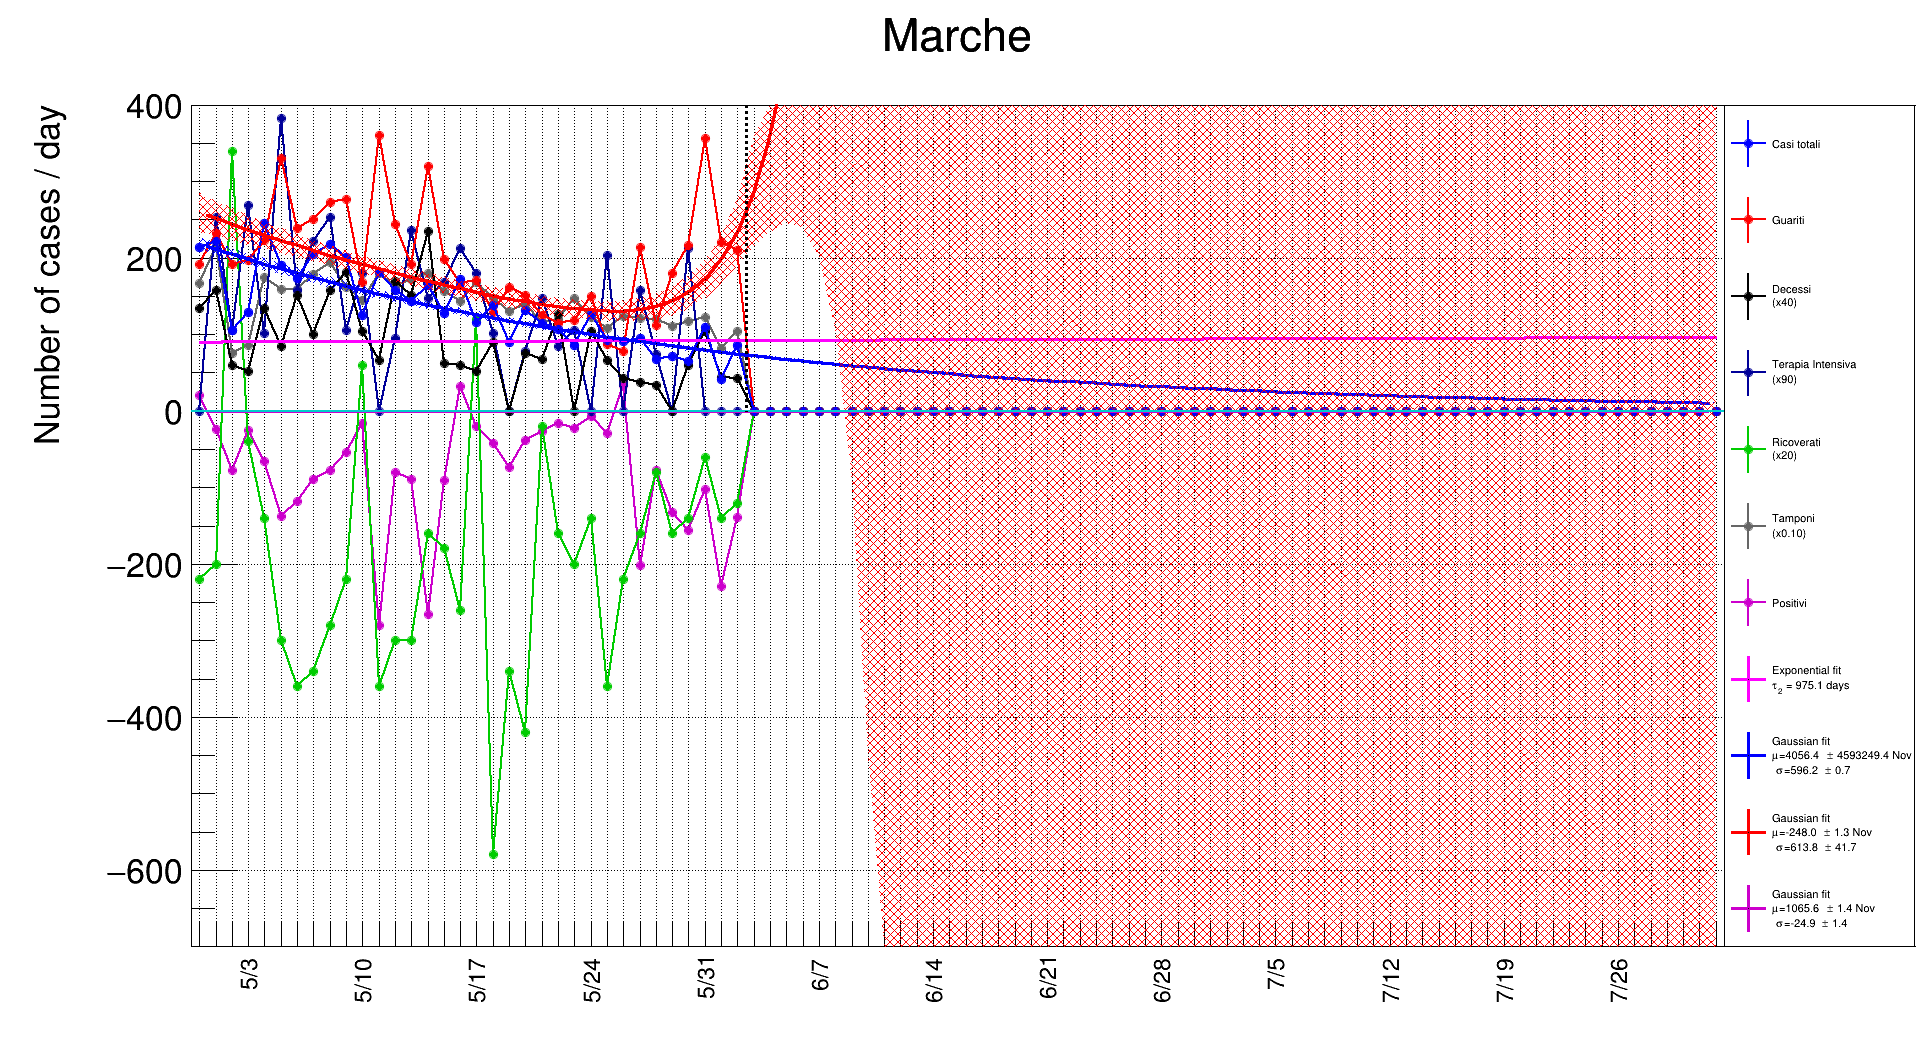 Marche
Number of cases / day
400
200
0
−200
−400
−600
5/3
5/10
5/17
5/24
5/31
6/7
6/14
6/21
6/28
7/5
7/12
7/19
7/26
Casi totali
Guariti
Decessi
(x40)
Terapia Intensiva
(x90)
Ricoverati
(x20)
Tamponi
(x0.10)
Positivi
Exponential fit
τ2 = 975.1 days
Gaussian fit
μ=4056.4 ± 4593249.4 Nov
σ=596.2 ± 0.7
Gaussian fit
μ=-248.0 ± 1.3 Nov
σ=613.8 ± 41.7
Gaussian fit
μ=1065.6 ± 1.4 Nov
σ=-24.9 ± 1.4